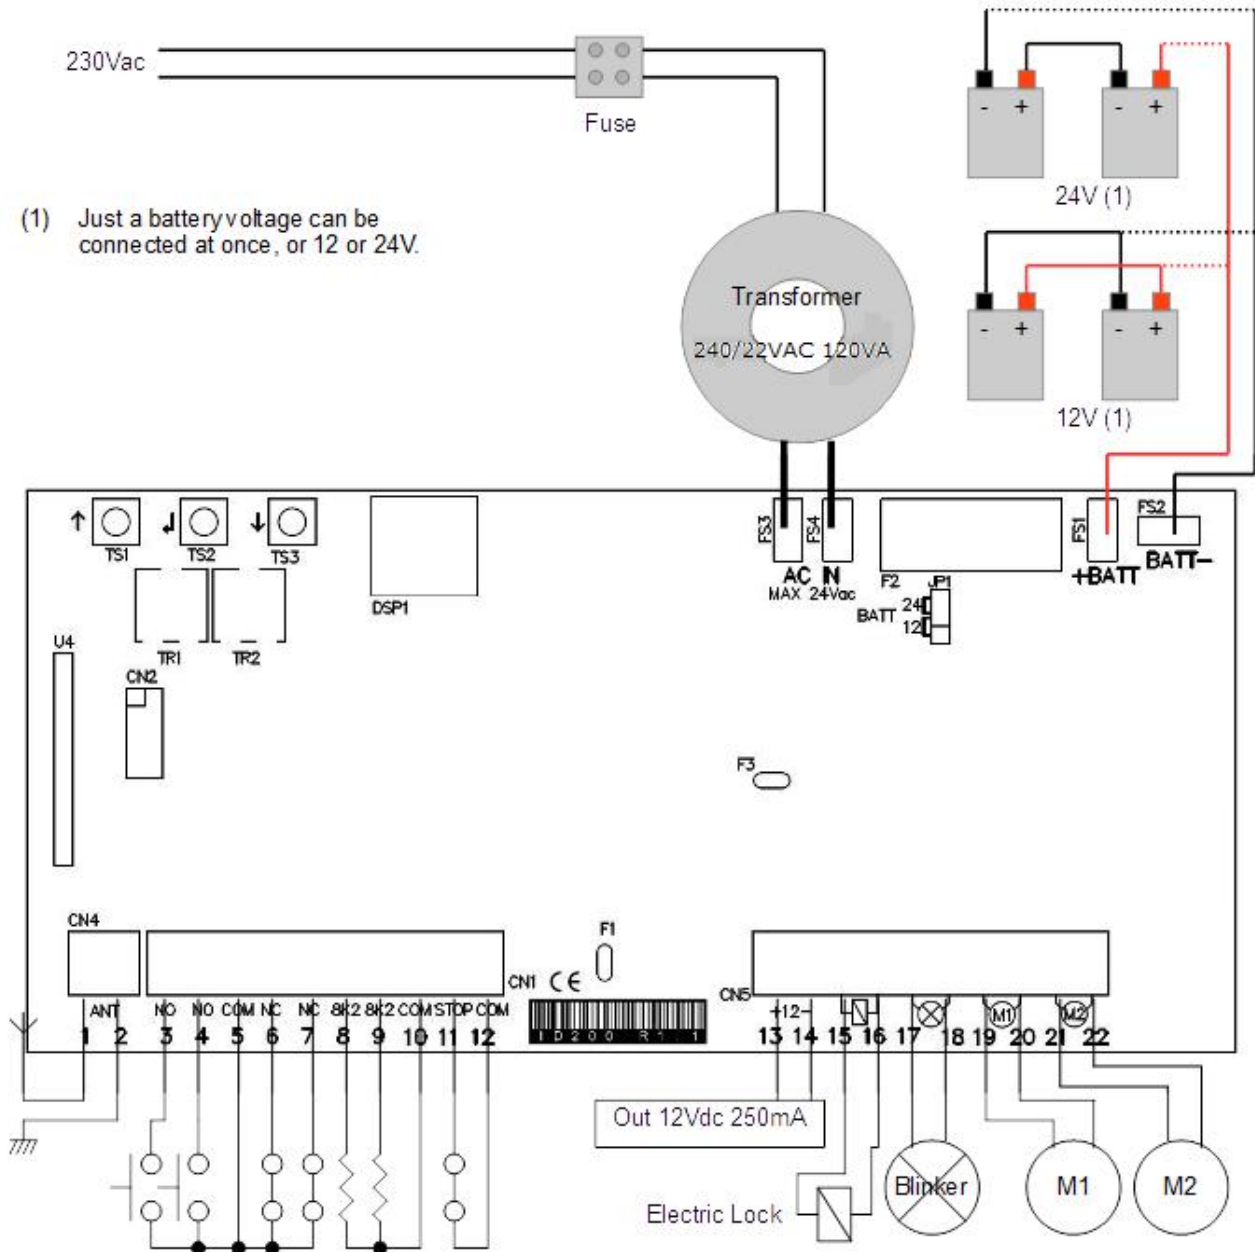 230Vac
Fuse
- + - +
24V (1)
(1) Just a battery voltage can be
connected at once, or 12 or 24V.
Transformer
240/22VAC 120VA
- + - +
12V (1)
TS1 TS2 TS3
DSP1
FS3 FS4
AC IN
MAX 24Vac
F2
JP1
BATT 24
12
FS1
+BATT
FS2
BATT-
TR1 TR2
U4
CN2
F3
CN4
F1
CN1 CE
CN5
ANT NO NO COM NC NC 8K2 8K2 COM STOP COM
1 2 3 4 5 6 7 8 9 10 11 12
ID200 R1.1
+12- M1 M2
13 14 15 16 17 18 19 20 21 22
Out 12Vdc 250mA
Electric Lock
Blinker
M1
M2